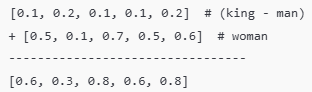 [0.1, 0.2, 0.1, 0.1, 0.2]  # (king - man)
+ [0.5, 0.1, 0.7, 0.5, 0.6]  # woman
---------------------------------
[0.6, 0.3, 0.8, 0.6, 0.8]